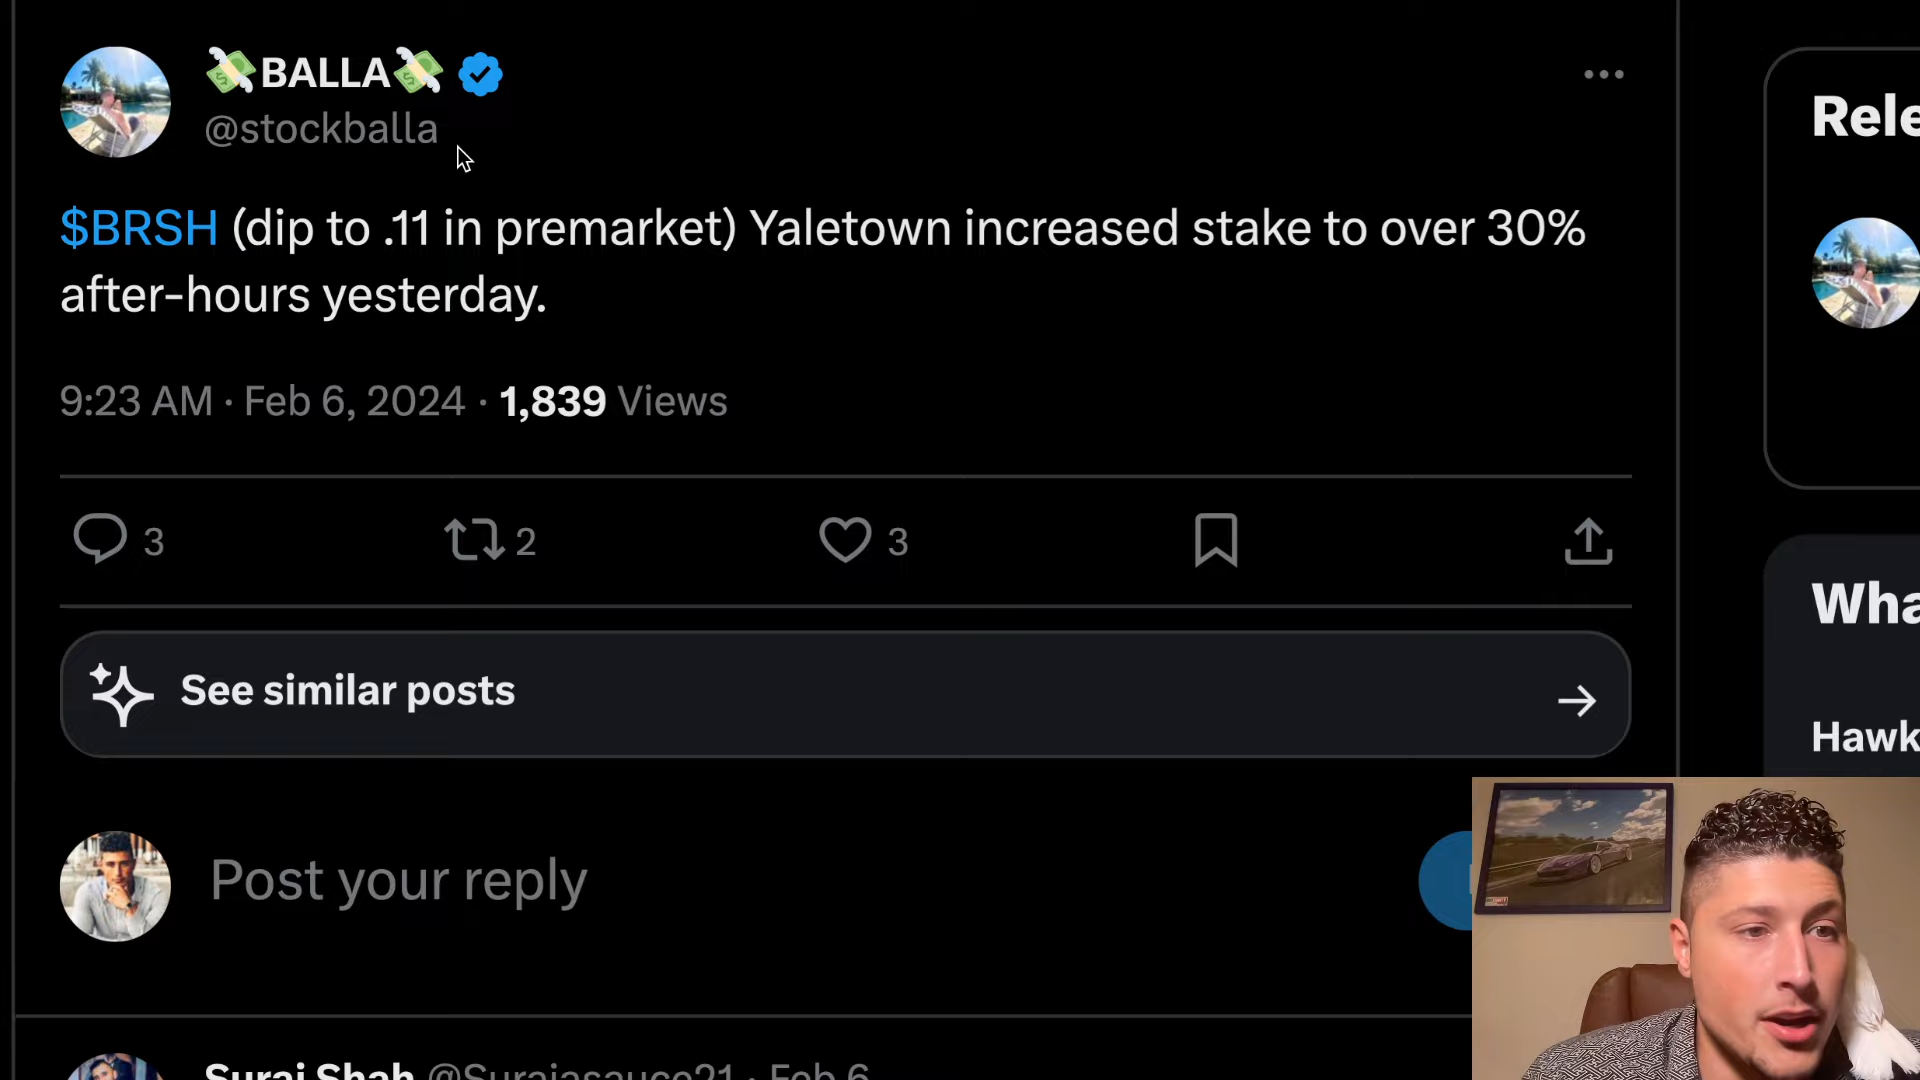 💸BALLA💸
@stockballa
$BRSH (dip to .11 in premarket) Yaletown increased stake to over 30%
after-hours yesterday.
9:23 AM · Feb 6, 2024 · 1,839 Views
3 2 3
See similar posts
Post your reply
Suraj Shah @Surajasauce21 · Feb 6
Rele
Wha
Hawk